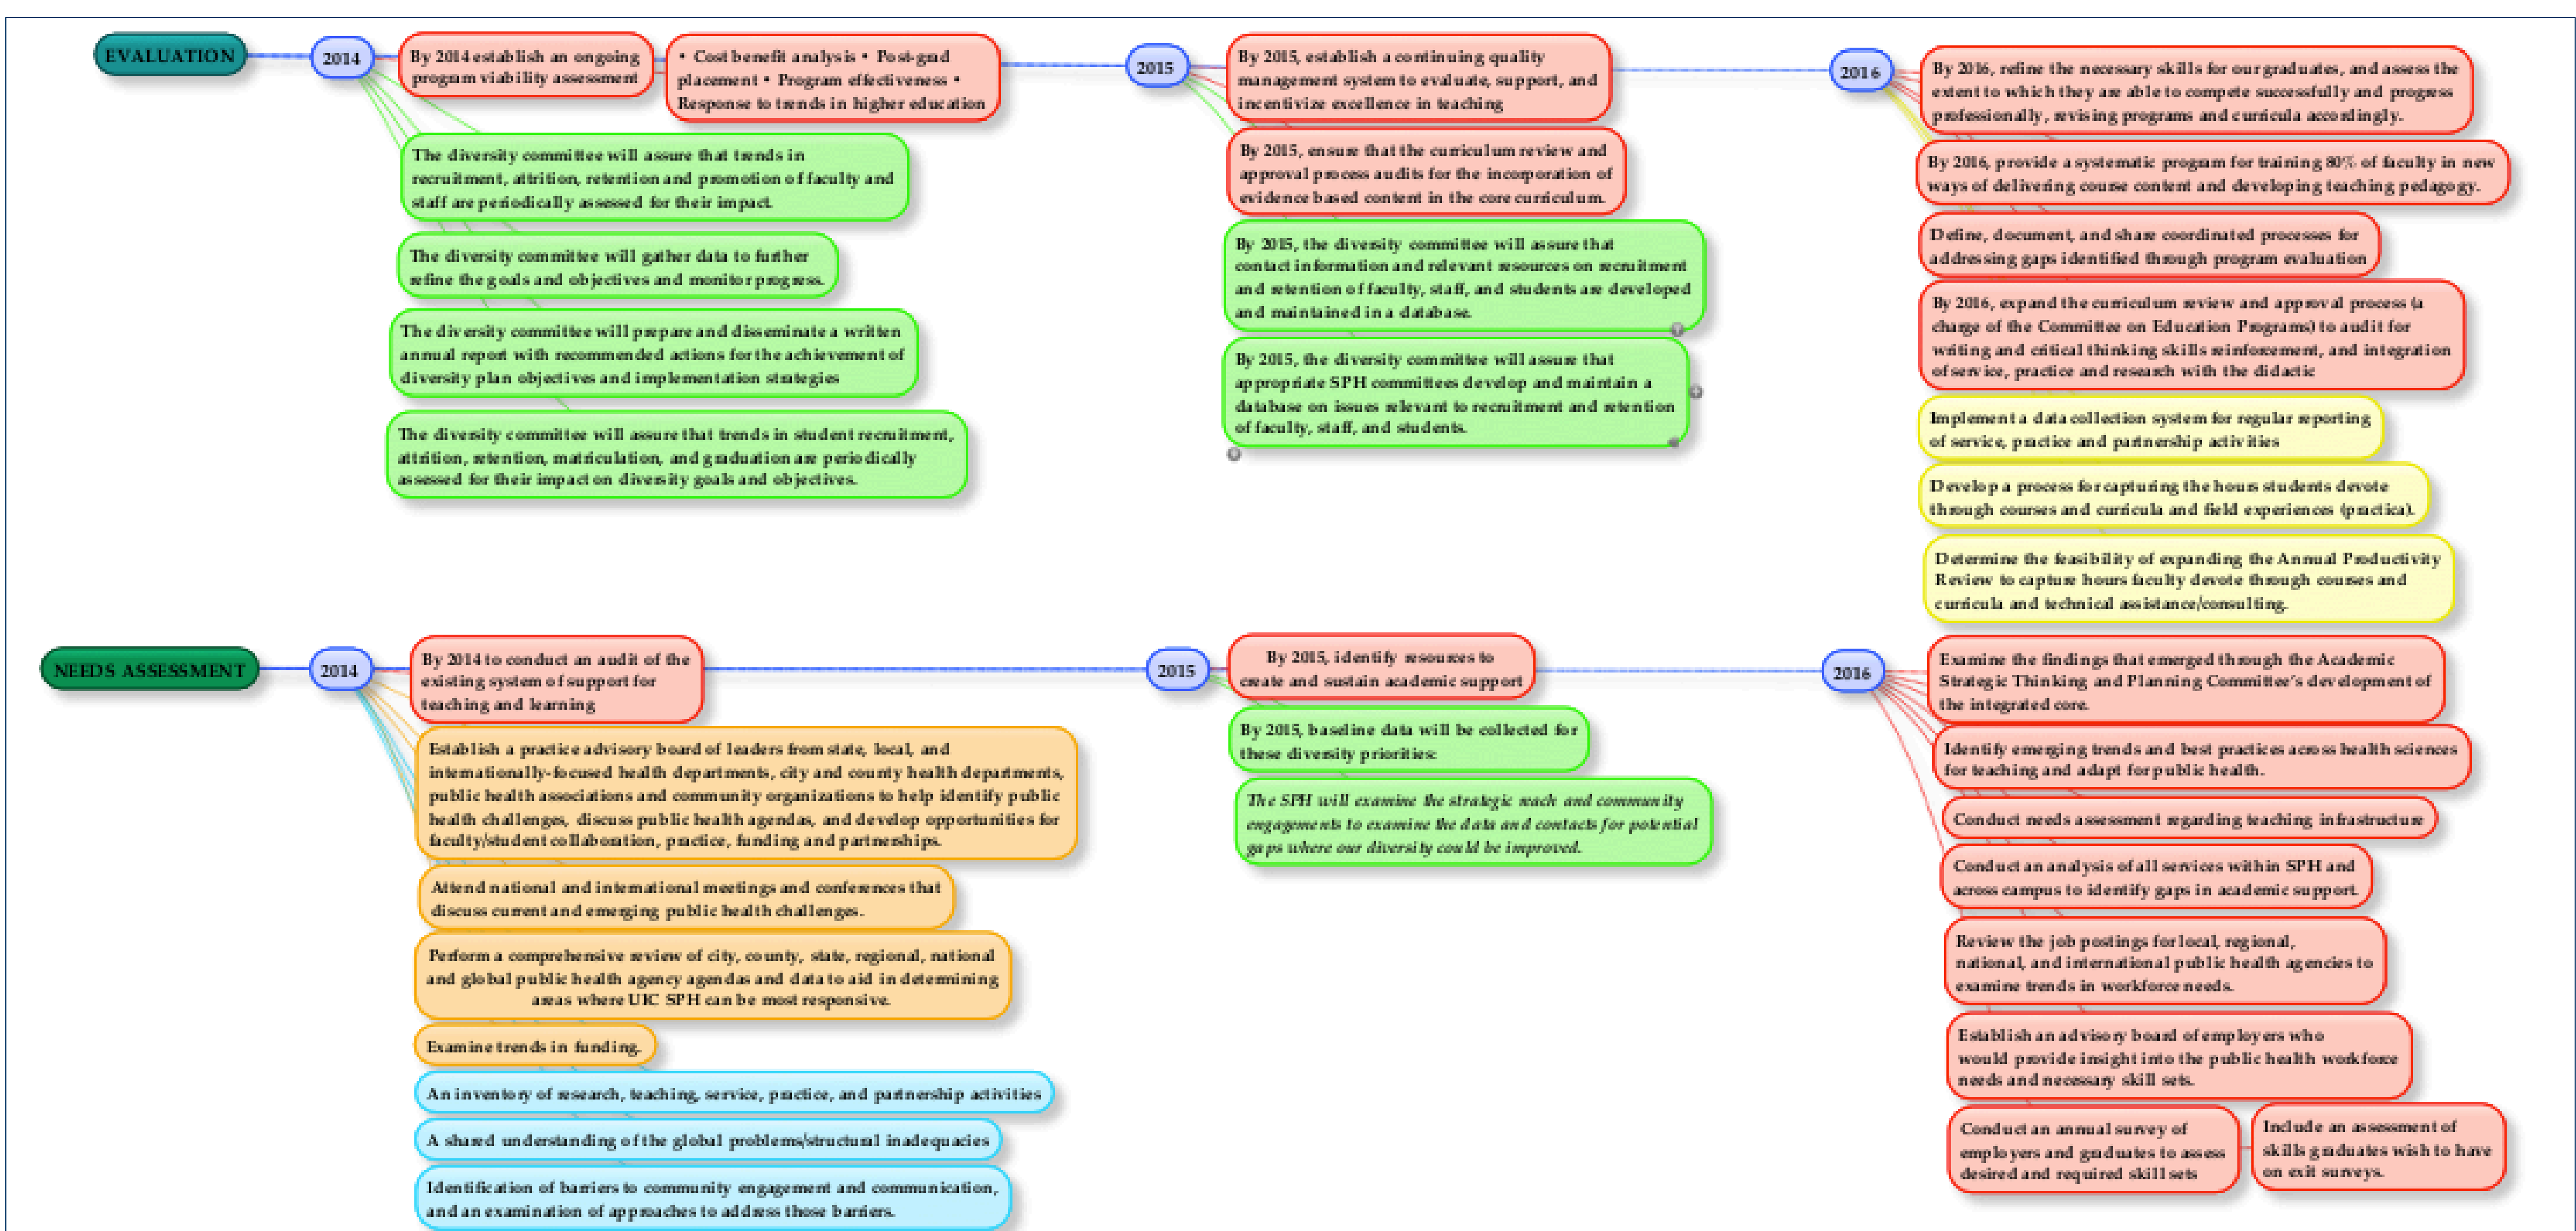 EVALUATION
2014
By 2014 establish an ongoing
program viability assessment
• Cost benefit analysis • Post-grad
placement • Program effectiveness •
Response to trends in higher education
The diversity committee will assure that trends in
recruitment, attrition, retention and promotion of faculty and
staff are periodically assessed for their impact.
The diversity committee will gather data to further
refine the goals and objectives and monitor progress.
The diversity committee will prepare and disseminate a written
annual report with recommended actions for the achievement of
diversity plan objectives and implementation strategies
The diversity committee will assure that trends in student recruitment,
attrition, retention, matriculation, and graduation are periodically
assessed for their impact on diversity goals and objectives.
2015
By 2015, establish a continuing quality
management system to evaluate, support, and
incentivize excellence in teaching
By 2015, ensure that the curriculum review and
approval process audits for the incorporation of
evidence based content in the core curriculum.
By 2015, the diversity committee will assure that
contact information and relevant resources on recruitment
and retention of faculty, staff, and students are developed
and maintained in a database.
By 2015, the diversity committee will assure that
appropriate SPH committees develop and maintain a
database on issues relevant to recruitment and retention
of faculty, staff, and students.
2016
By 2016, refine the necessary skills for our graduates, and assess the
extent to which they are able to compete successfully and progress
professionally, revising programs and curricula accordingly.
By 2016, provide a systematic program for training 80% of faculty in new
ways of delivering course content and developing teaching pedagogy.
Define, document, and share coordinated processes for
addressing gaps identified through program evaluation
By 2016, expand the curriculum review and approval process (a
charge of the Committee on Education Programs) to audit for
writing and critical thinking skills reinforcement, and integration
of service, practice and research with the didactic
Implement a data collection system for regular reporting
of service, practice and partnership activities
Develop a process for capturing the hours students devote
through courses and curricula and field experiences (practica).
Determine the feasibility of expanding the Annual Productivity
Review to capture hours faculty devote through courses and
curricula and technical assistance/consulting.
NEEDS ASSESSMENT
2014
By 2014 to conduct an audit of the
existing system of support for
teaching and learning
Establish a practice advisory board of leaders from state, local, and
internationally-focused health departments, city and county health departments,
public health associations and community organizations to help identify public
health challenges, discuss public health agendas, and develop opportunities for
faculty/student collaboration, practice, funding and partnerships.
Attend national and international meetings and conferences that
discuss current and emerging public health challenges.
Perform a comprehensive review of city, county, state, regional, national
and global public health agency agendas and data to aid in determining
areas where UIC SPH can be most responsive.
Examine trends in funding.
An inventory of research, teaching, service, practice, and partnership activities
A shared understanding of the global problems/structural inadequacies
Identification of barriers to community engagement and communication,
and an examination of approaches to address those barriers.
2015
By 2015, identify resources to
create and sustain academic support
By 2015, baseline data will be collected for
these diversity priorities:
The SPH will examine the strategic reach and community
engagements to examine the data and contacts for potential
gaps where our diversity could be improved.
2016
Examine the findings that emerged through the Academic
Strategic Thinking and Planning Committee's development of
the integrated core.
Identify emerging trends and best practices across health sciences
for teaching and adapt for public health.
Conduct needs assessment regarding teaching infrastructure
Conduct an analysis of all services within SPH and
across campus to identify gaps in academic support.
Review the job postings for local, regional,
national, and international public health agencies to
examine trends in workforce needs.
Establish an advisory board of employers who
would provide insight into the public health workforce
needs and necessary skill sets.
Conduct an annual survey of
employers and graduates to assess
desired and required skill sets
Include an assessment of
skills graduates wish to have
on exit surveys.